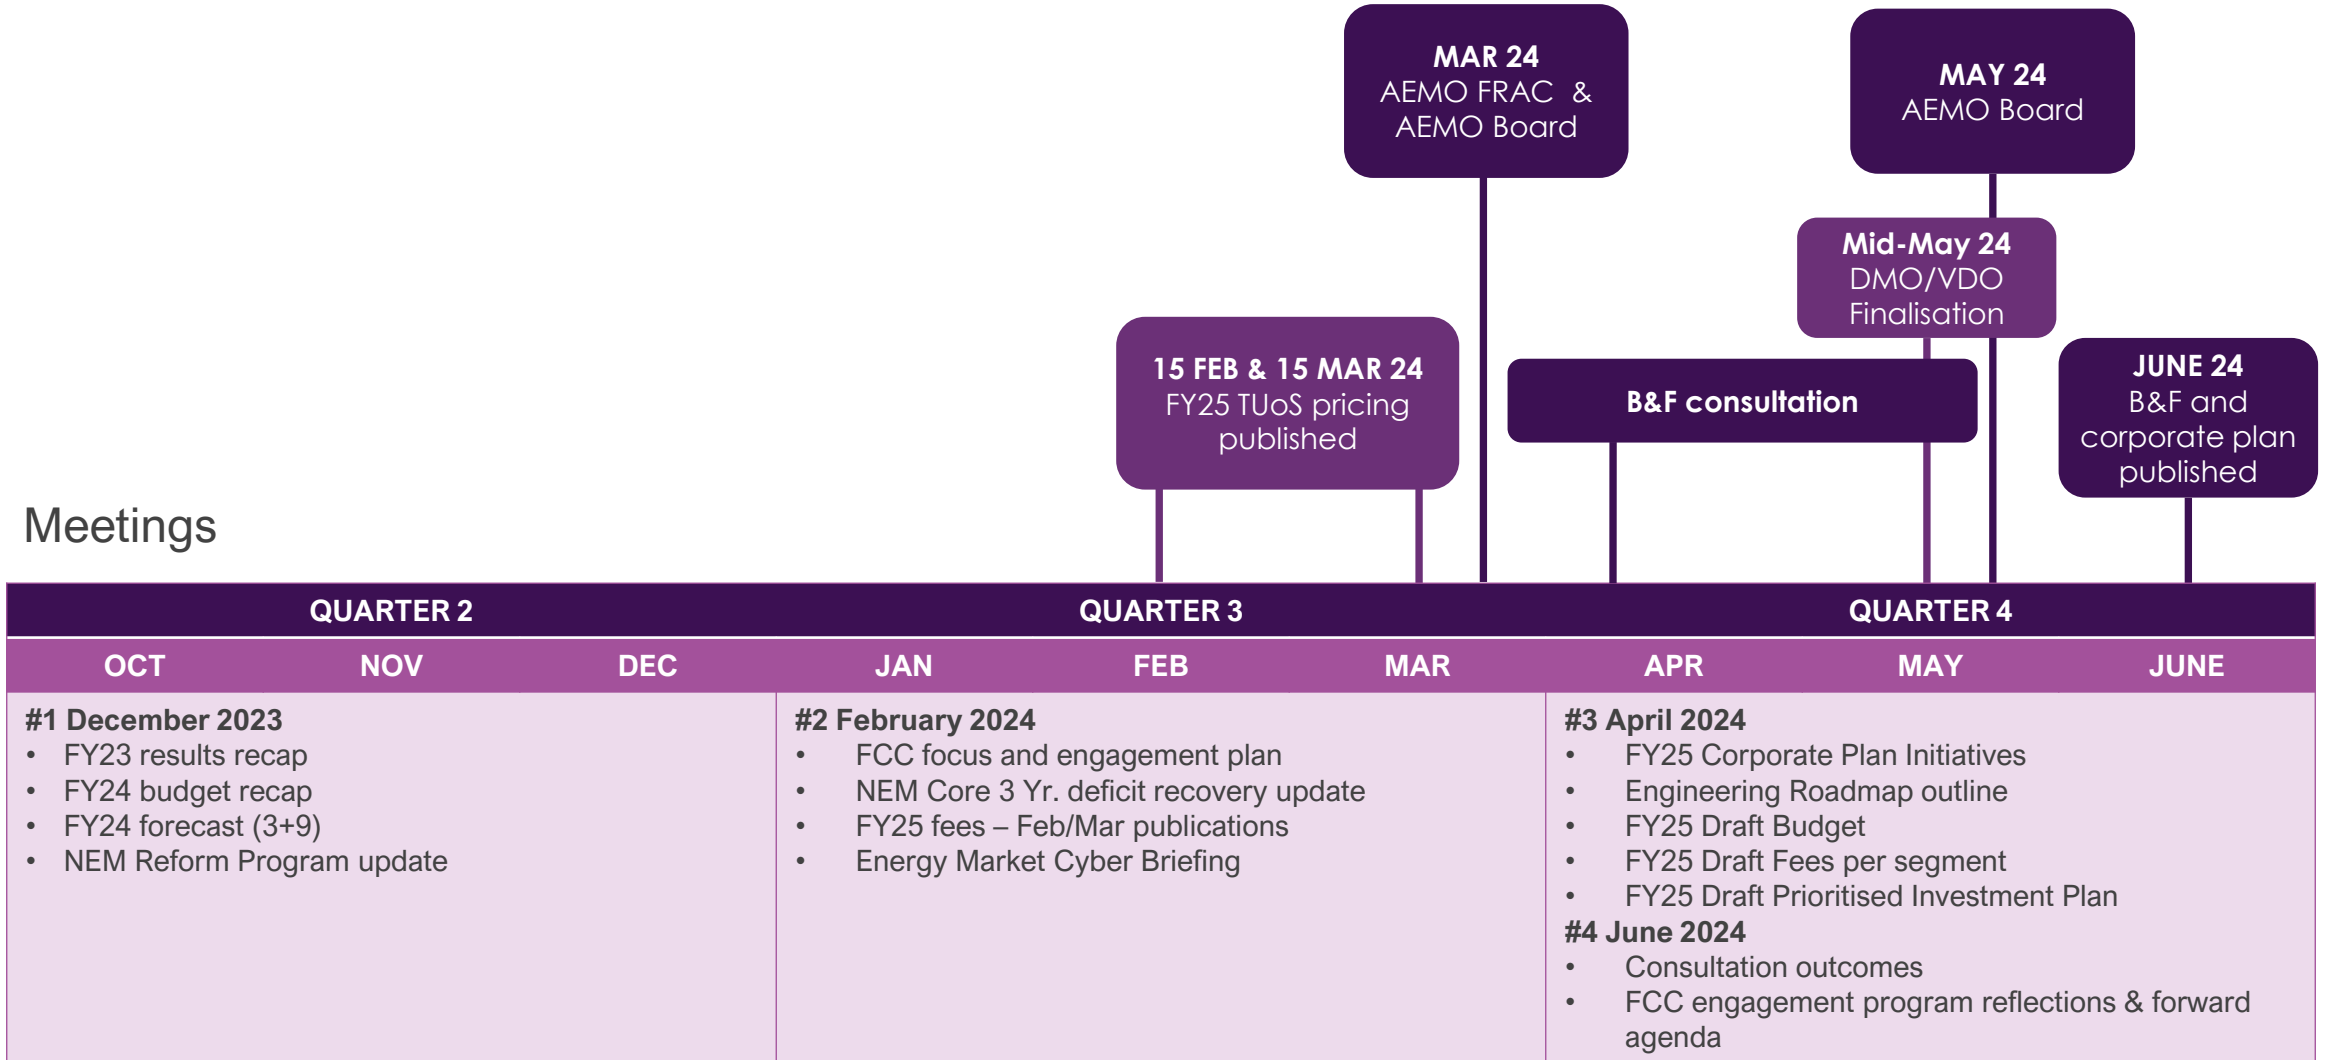 MAR 24
AEMO FRAC & 
AEMO Board
MAY 24
AEMO Board
Mid-May 24
DMO/VDO
Finalisation
15 FEB & 15 MAR 24
FY25 TUoS pricing
published
B&F consultation
JUNE 24
B&F and
corporate plan
published
Meetings
QUARTER 2
QUARTER 3
QUARTER 4
OCT
NOV
DEC
JAN
FEB
MAR
APR
MAY
JUNE
#1 December 2023
• FY23 results recap
• FY24 budget recap
• FY24 forecast (3+9)
• NEM Reform Program update
#2 February 2024
• FCC focus and engagement plan
• NEM Core 3 Yr. deficit recovery update
• FY25 fees – Feb/Mar publications
• Energy Market Cyber Briefing
#3 April 2024
• FY25 Corporate Plan Initiatives
• Engineering Roadmap outline
• FY25 Draft Budget
• FY25 Draft Fees per segment
• FY25 Draft Prioritised Investment Plan
#4 June 2024
• Consultation outcomes
• FCC engagement program reflections & forward
agenda